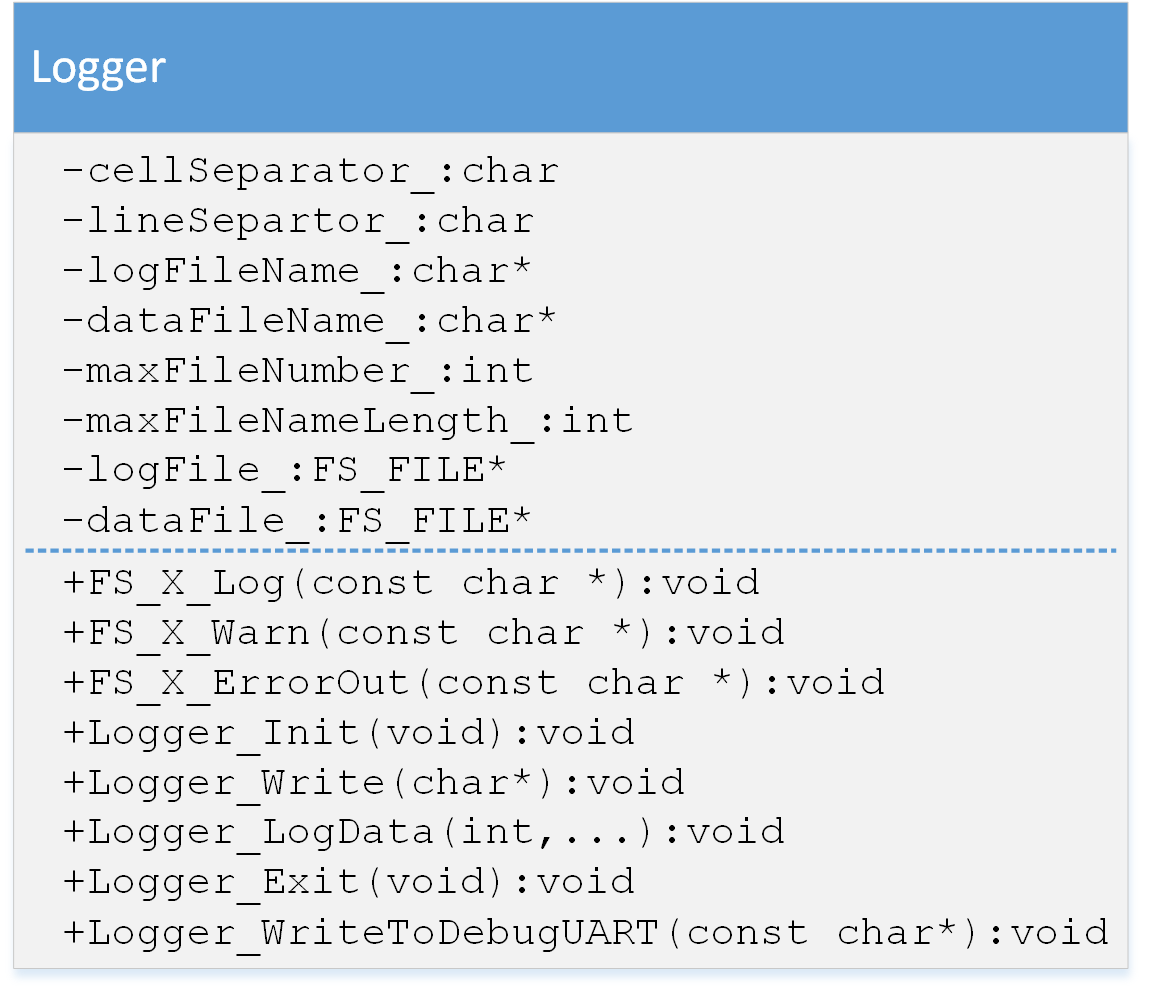 Logger
-cellSeparator_:char
-lineSepartor_:char
-logFileName_:char*
-dataFileName_:char*
-maxFileNumber_:int
-maxFileNameLength_:int
-logFile_:FS_FILE*
-dataFile_:FS_FILE*
+FS_X_Log(const char *):void
+FS_X_Warn(const char *):void
+FS_X_ErrorOut(const char *):void
+Logger_Init(void):void
+Logger_Write(char*):void
+Logger_LogData(int,...):void
+Logger_Exit(void):void
+Logger_WriteToDebugUART(const char*):void